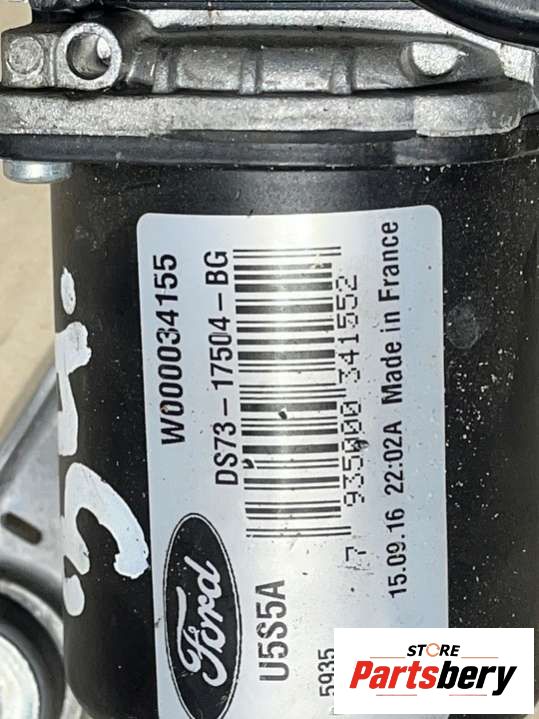 W000034155
DS73-17504-BG
7 935000 341552
15.09.16 22:02A Made in France
Ford
U5S5A
5935
STORE
Partsbery